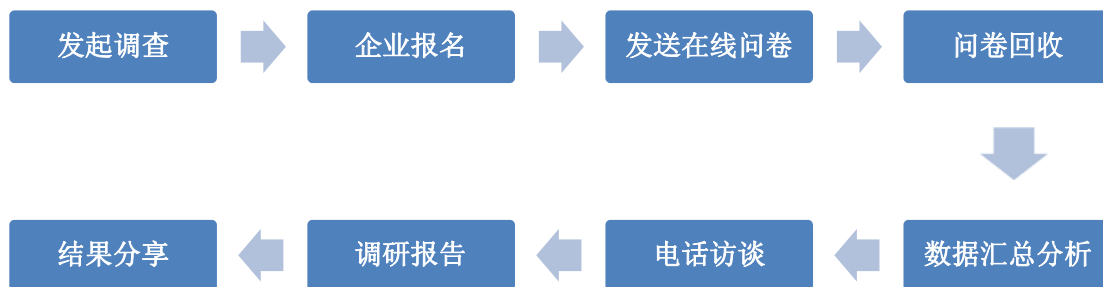 发起调查
企业报名
发送在线问卷
问卷回收
数据汇总分析
电话访谈
调研报告
结果分享